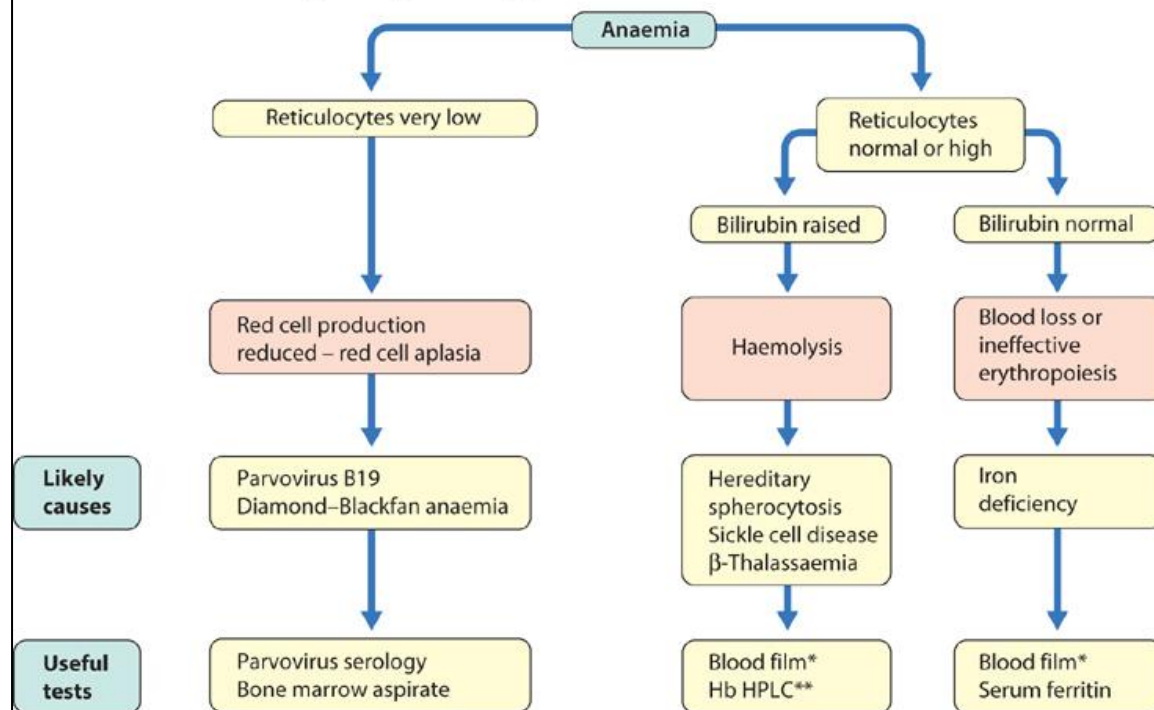 Anaemia
Reticulocytes very low
Reticulocytes
normal or high
Bilirubin raised
Bilirubin normal
Red cell production
reduced – red cell aplasia
Haemolysis
Blood loss or
ineffective
erythropoiesis
Likely
causes
Parvovirus B19
Diamond–Blackfan anaemia
Hereditary
spherocytosis
Sickle cell disease
β-Thalassaemia
Iron
deficiency
Useful
tests
Parvovirus serology
Bone marrow aspirate
Blood film*
Hb HPLC**
Blood film*
Serum ferritin